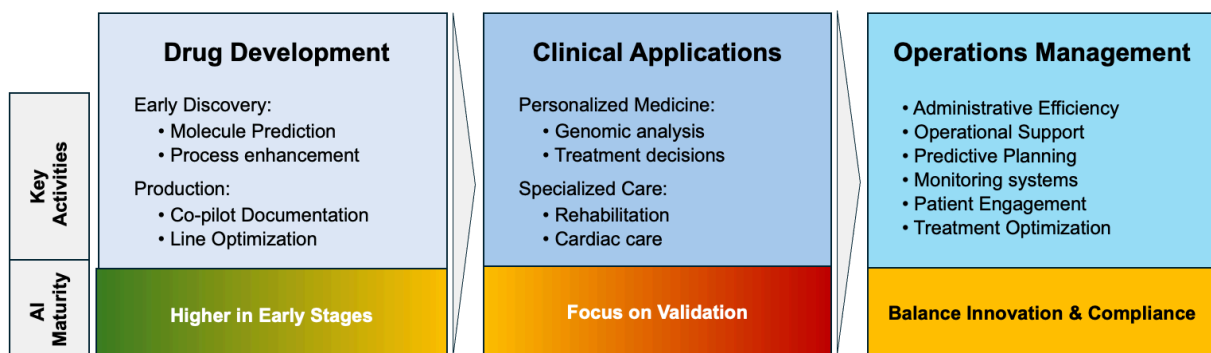 Drug Development
Clinical Applications
Operations Management
Key
Activities
Early Discovery:
• Molecule Prediction
• Process enhancement
Production:
• Co-pilot Documentation
• Line Optimization
Personalized Medicine:
• Genomic analysis
• Treatment decisions
Specialized Care:
• Rehabilitation
• Cardiac care
• Administrative Efficiency
• Operational Support
• Predictive Planning
• Monitoring systems
• Patient Engagement
• Treatment Optimization
AI
Maturity
Higher in Early Stages
Focus on Validation
Balance Innovation & Compliance